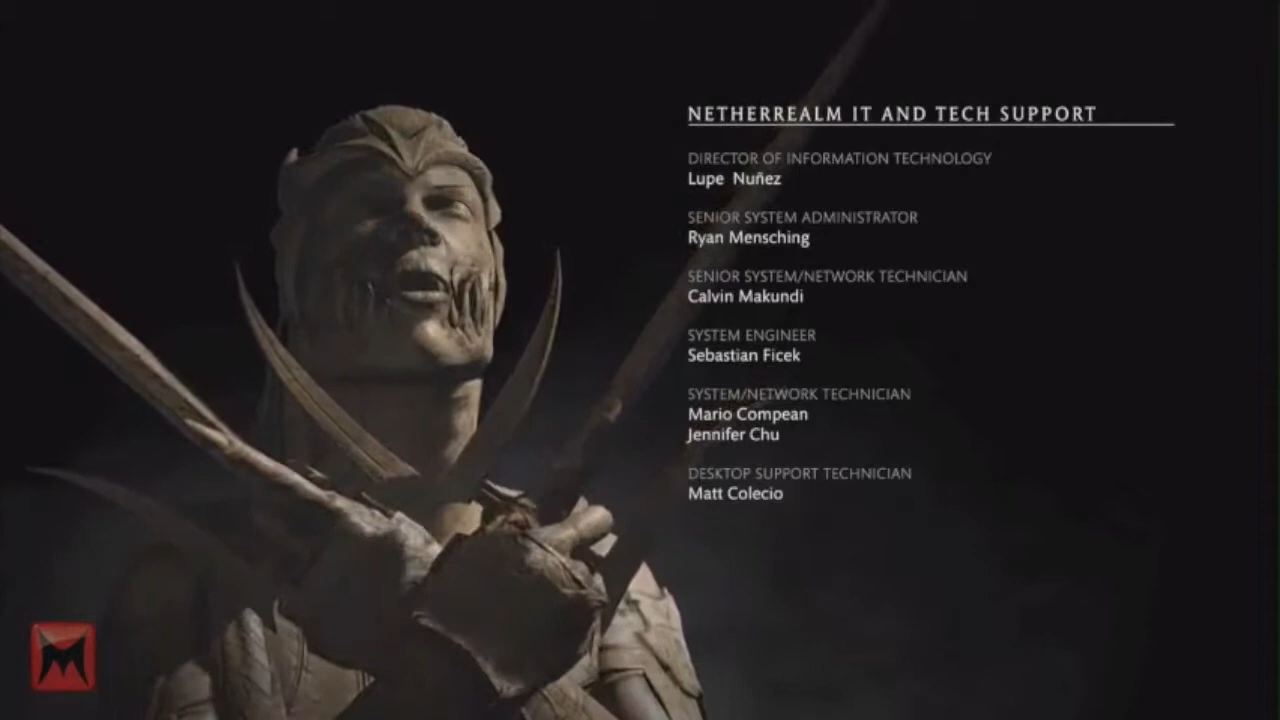 NETHERREALM IT AND TECH SUPPORT
DIRECTOR OF INFORMATION TECHNOLOGY
Lupe Nuñez
SENIOR SYSTEM ADMINISTRATOR
Ryan Mensching
SENIOR SYSTEM/NETWORK TECHNICIAN
Calvin Makundi
SYSTEM ENGINEER
Sebastian Ficek
SYSTEM/NETWORK TECHNICIAN
Mario Compean
Jennifer Chu
DESKTOP SUPPORT TECHNICIAN
Matt Colecio
M